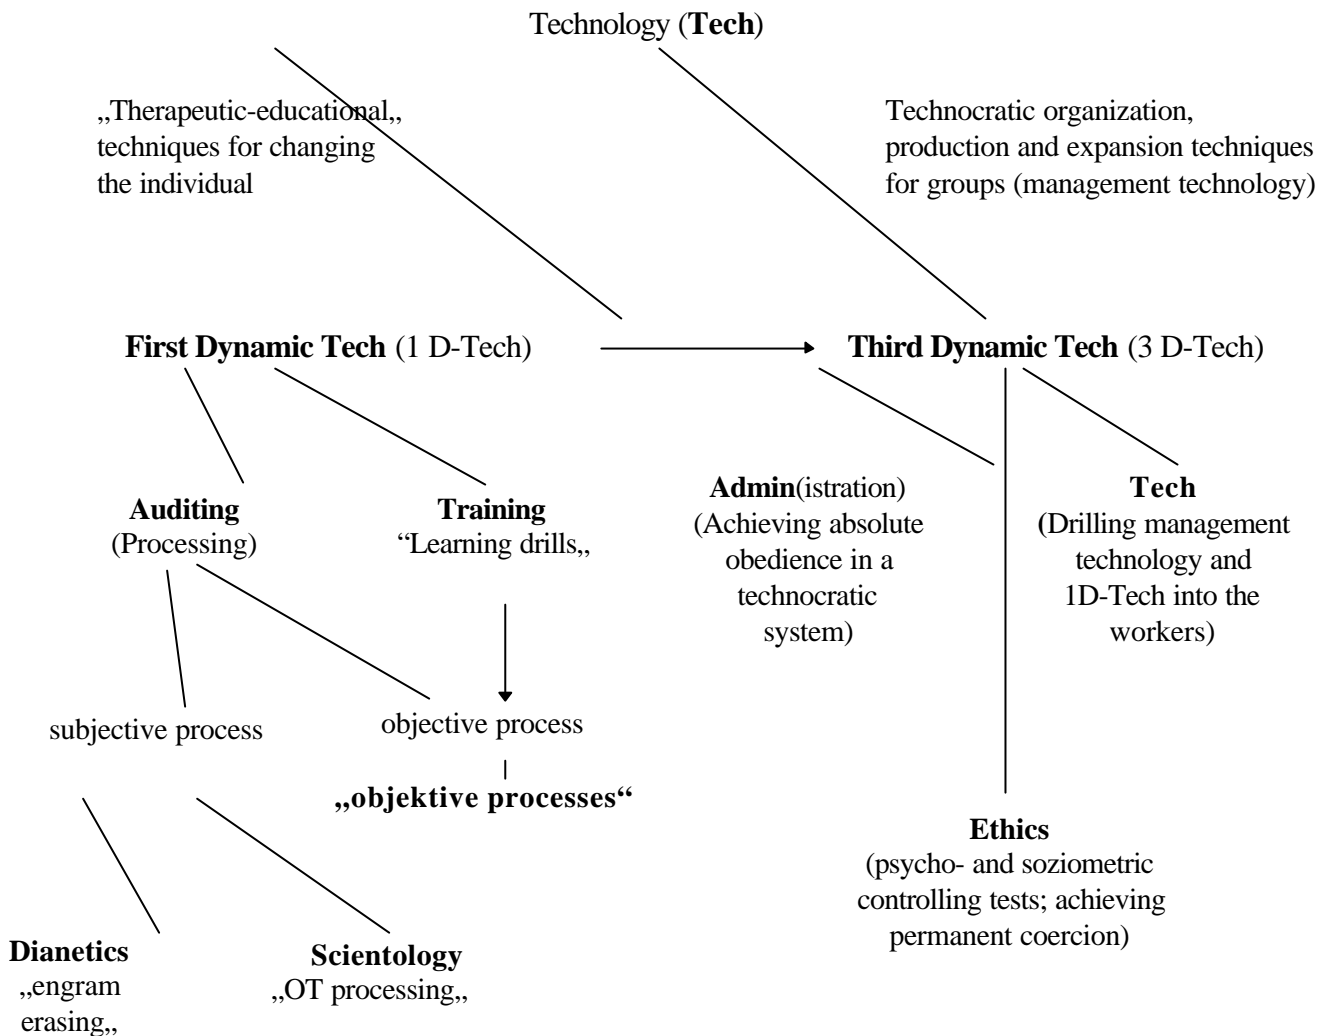 Technology (Tech)
„Therapeutic-educational„
techniques for changing
the individual
Technocratic organization,
production and expansion techniques
for groups (management technology)
First Dynamic Tech (1 D-Tech)
Third Dynamic Tech (3 D-Tech)
Auditing
(Processing)
Training
“Learning drills„
Admin(istration)
(Achieving absolute
obedience in a
technocratic
system)
Tech
(Drilling management
technology and
1D-Tech into the
workers)
subjective process
objective process
„objektive processes“
Ethics
(psycho- and soziometric
controlling tests; achieving
permanent coercion)
Dianetics
„engram
erasing„
Scientology
„OT processing„